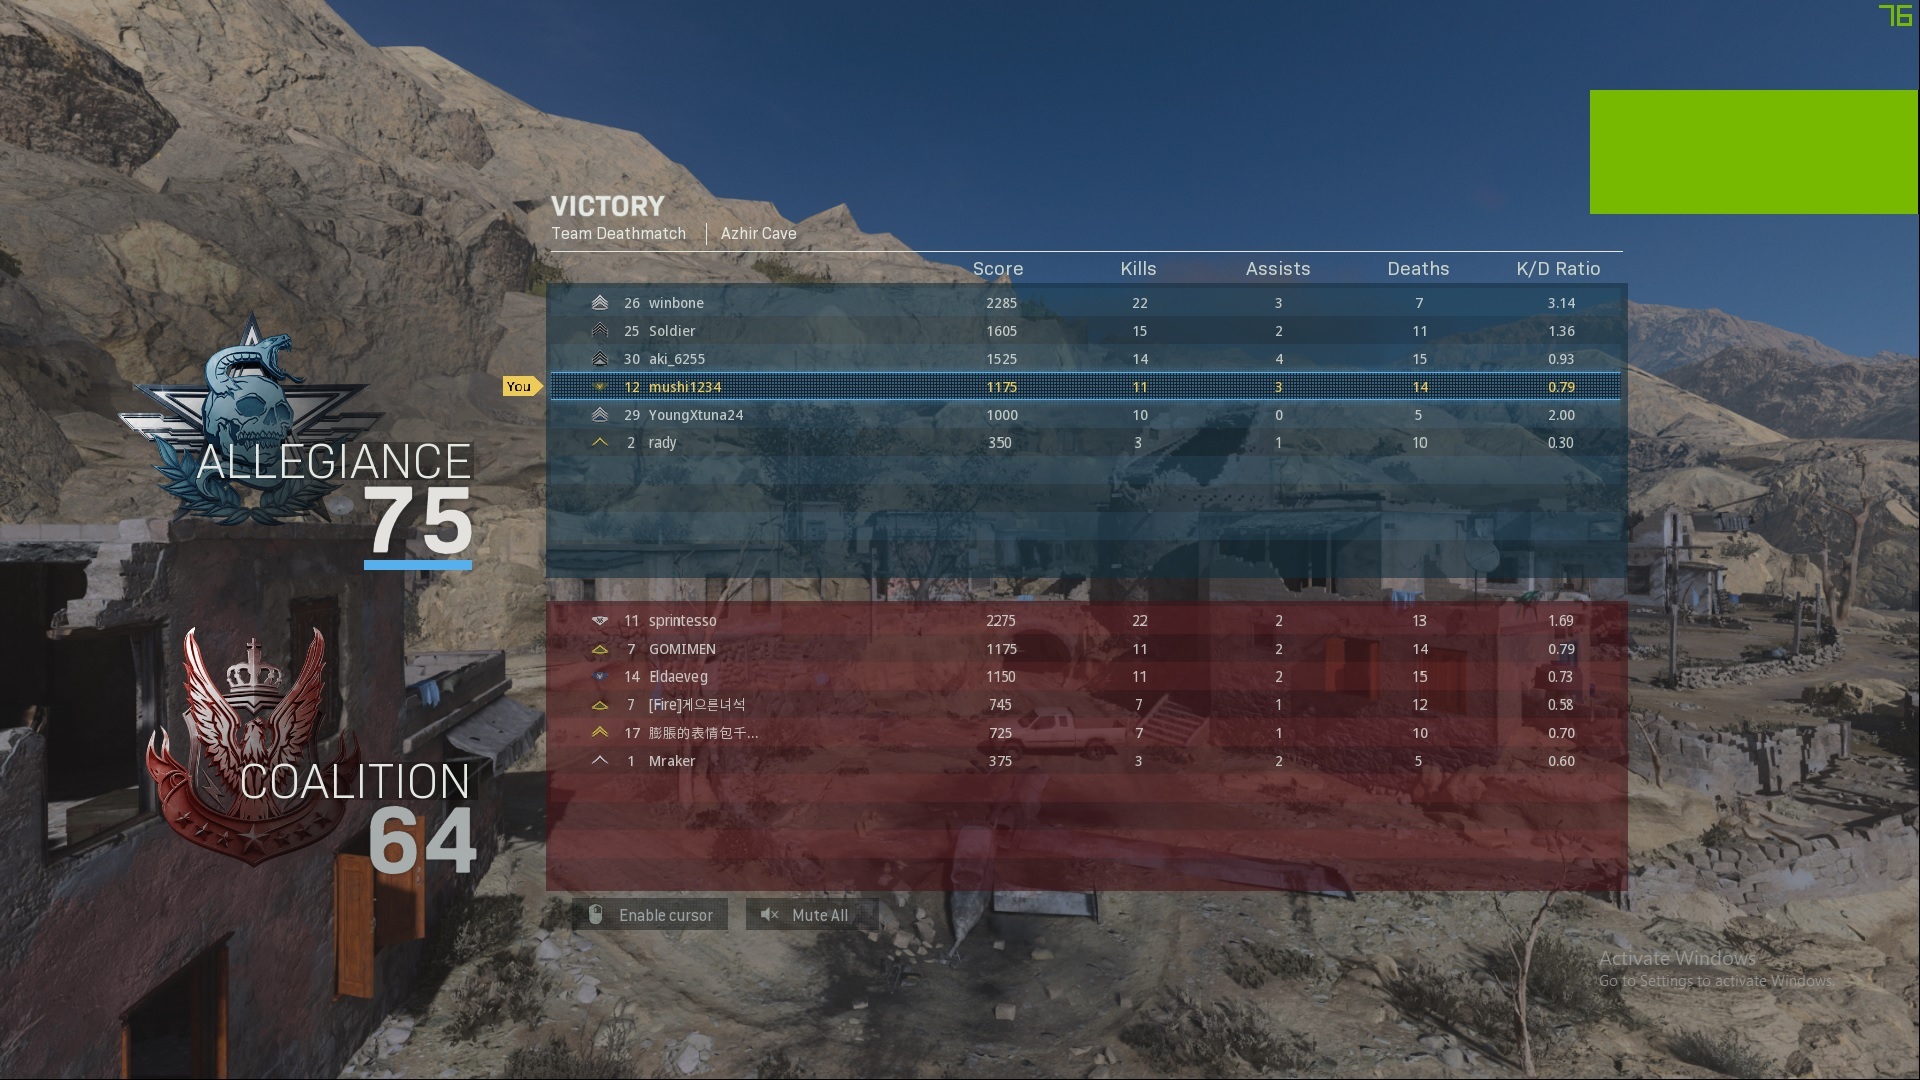 76
VICTORY
Team Deathmatch | Azhir Cave
Score Kills Assists Deaths K/D Ratio
26 winbone 2285 22 3 7 3.14
25 Soldier 1605 15 2 11 1.36
30 aki_6255 1525 14 4 15 0.93
You 12 mushi1234 1175 11 3 14 0.79
29 YoungXtuna24 1000 10 0 5 2.00
2 rady 350 3 1 10 0.30
ALLEGIANCE
75
11 sprintesso 2275 22 2 13 1.69
7 GOMIMEN 1175 11 2 14 0.79
14 Eldaeveg 1150 11 2 15 0.73
7 [Fire]게으른녀석 745 7 1 12 0.58
17 膨脹的表情包千... 725 7 1 10 0.70
1 Mraker 375 3 2 5 0.60
COALITION
64
Enable cursor Mute All
Activate Windows
Go to Settings to activate Windows.